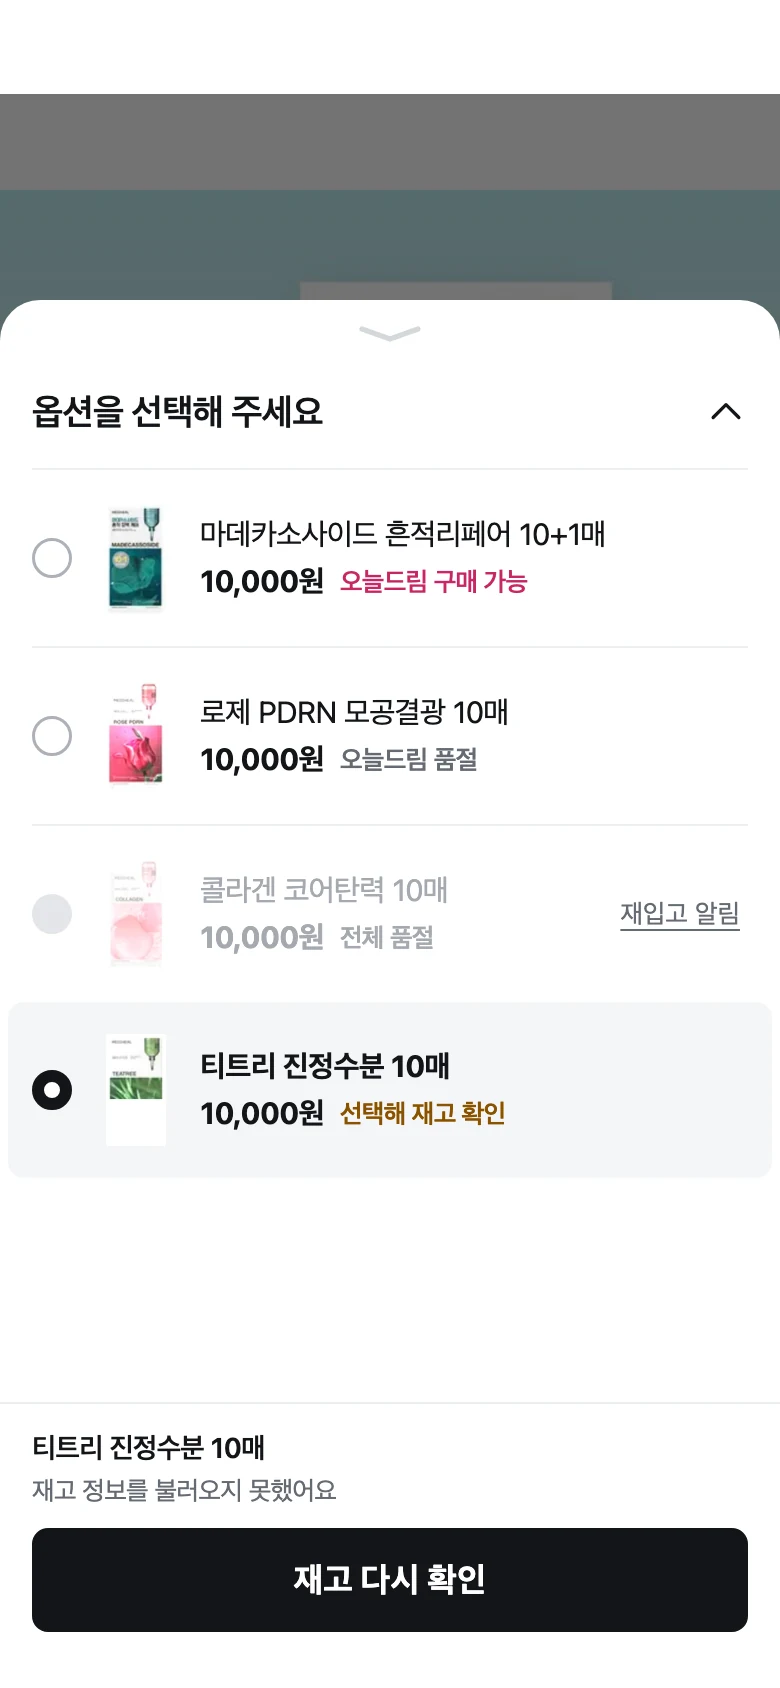 옵션을 선택해 주세요
MADECASSOSIDE
마데카소사이드 흔적리페어 10+1매
10,000원 오늘드림 구매 가능
ROSE PDRN
로제 PDRN 모공결광 10매
10,000원 오늘드림 품절
COLLAGEN
콜라겐 코어탄력 10매
10,000원 전체 품절
재입고 알림
TEATREE
티트리 진정수분 10매
10,000원 선택해 재고 확인
티트리 진정수분 10매
재고 정보를 불러오지 못했어요
재고 다시 확인